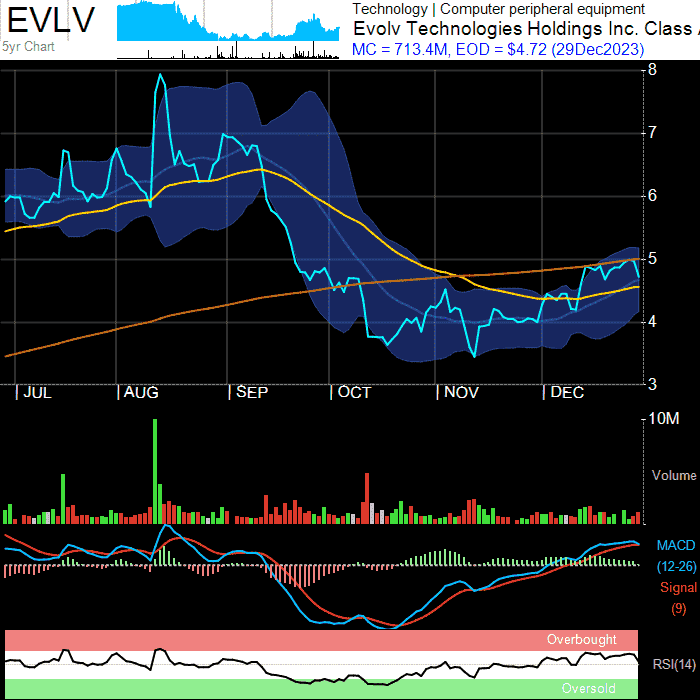 EVLV
5yr Chart
Technology | Computer peripheral equipment
Evolv Technologies Holdings Inc. Class
MC = 713.4M, EOD = $4.72 (29Dec2023)
8
7
6
5
4
3
| JUL
| AUG
| SEP
| OCT
| NOV
| DEC
10M
Volume
MACD
(12-26)
Signal
(9)
Overbought
RSI(14)
Oversold